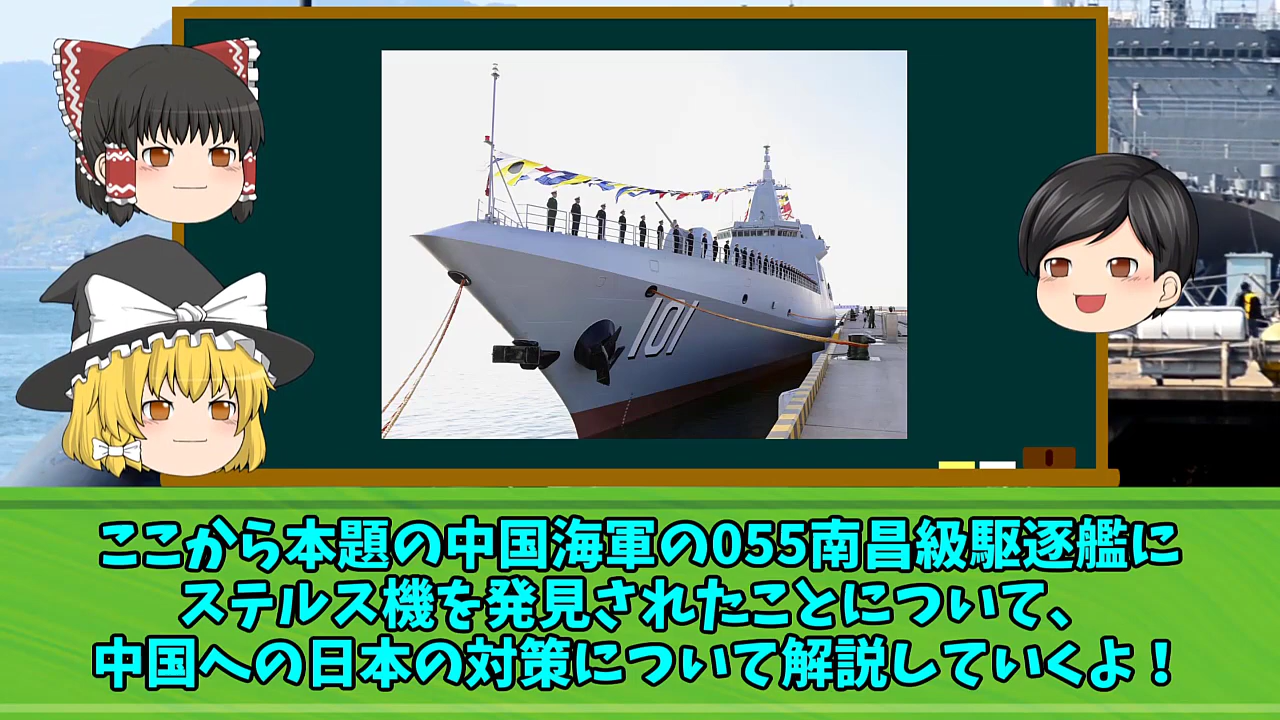 101
ここから本題の中国海軍の055南昌級駆逐艦に
ステルス機を発見されたことについて、
中国への日本の対策について解説していくよ！